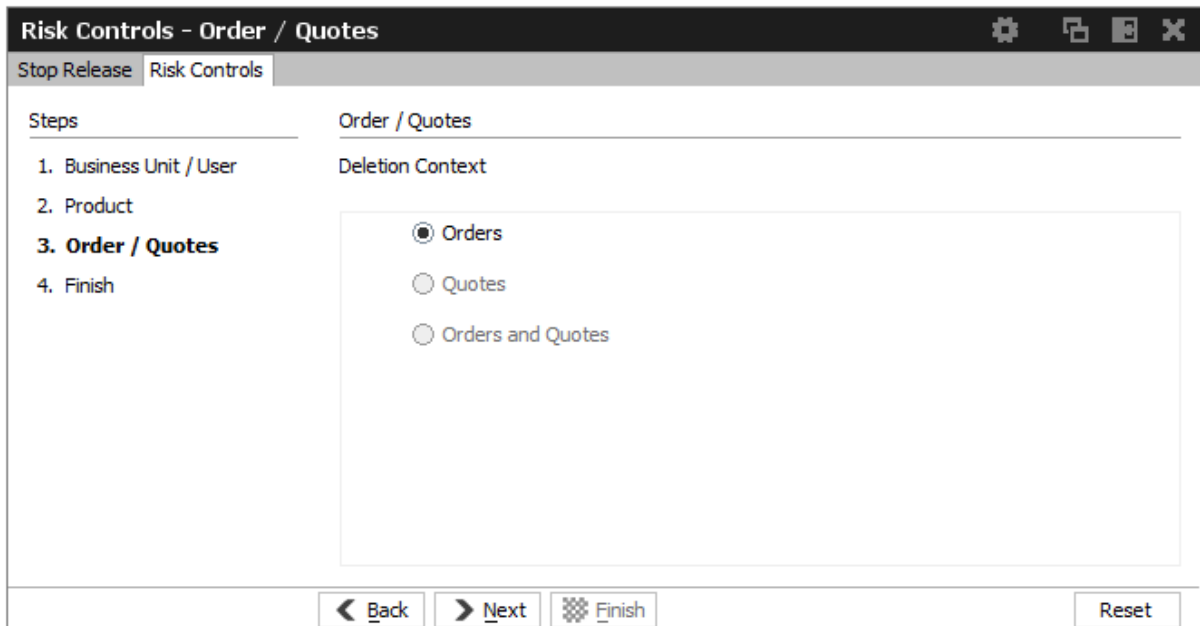 Risk Controls - Order / Quotes
Stop Release Risk Controls
Steps
1. Business Unit / User
2. Product
3. Order / Quotes
4. Finish
Order / Quotes
Deletion Context
Orders
Quotes
Orders and Quotes
Back Next Finish Reset